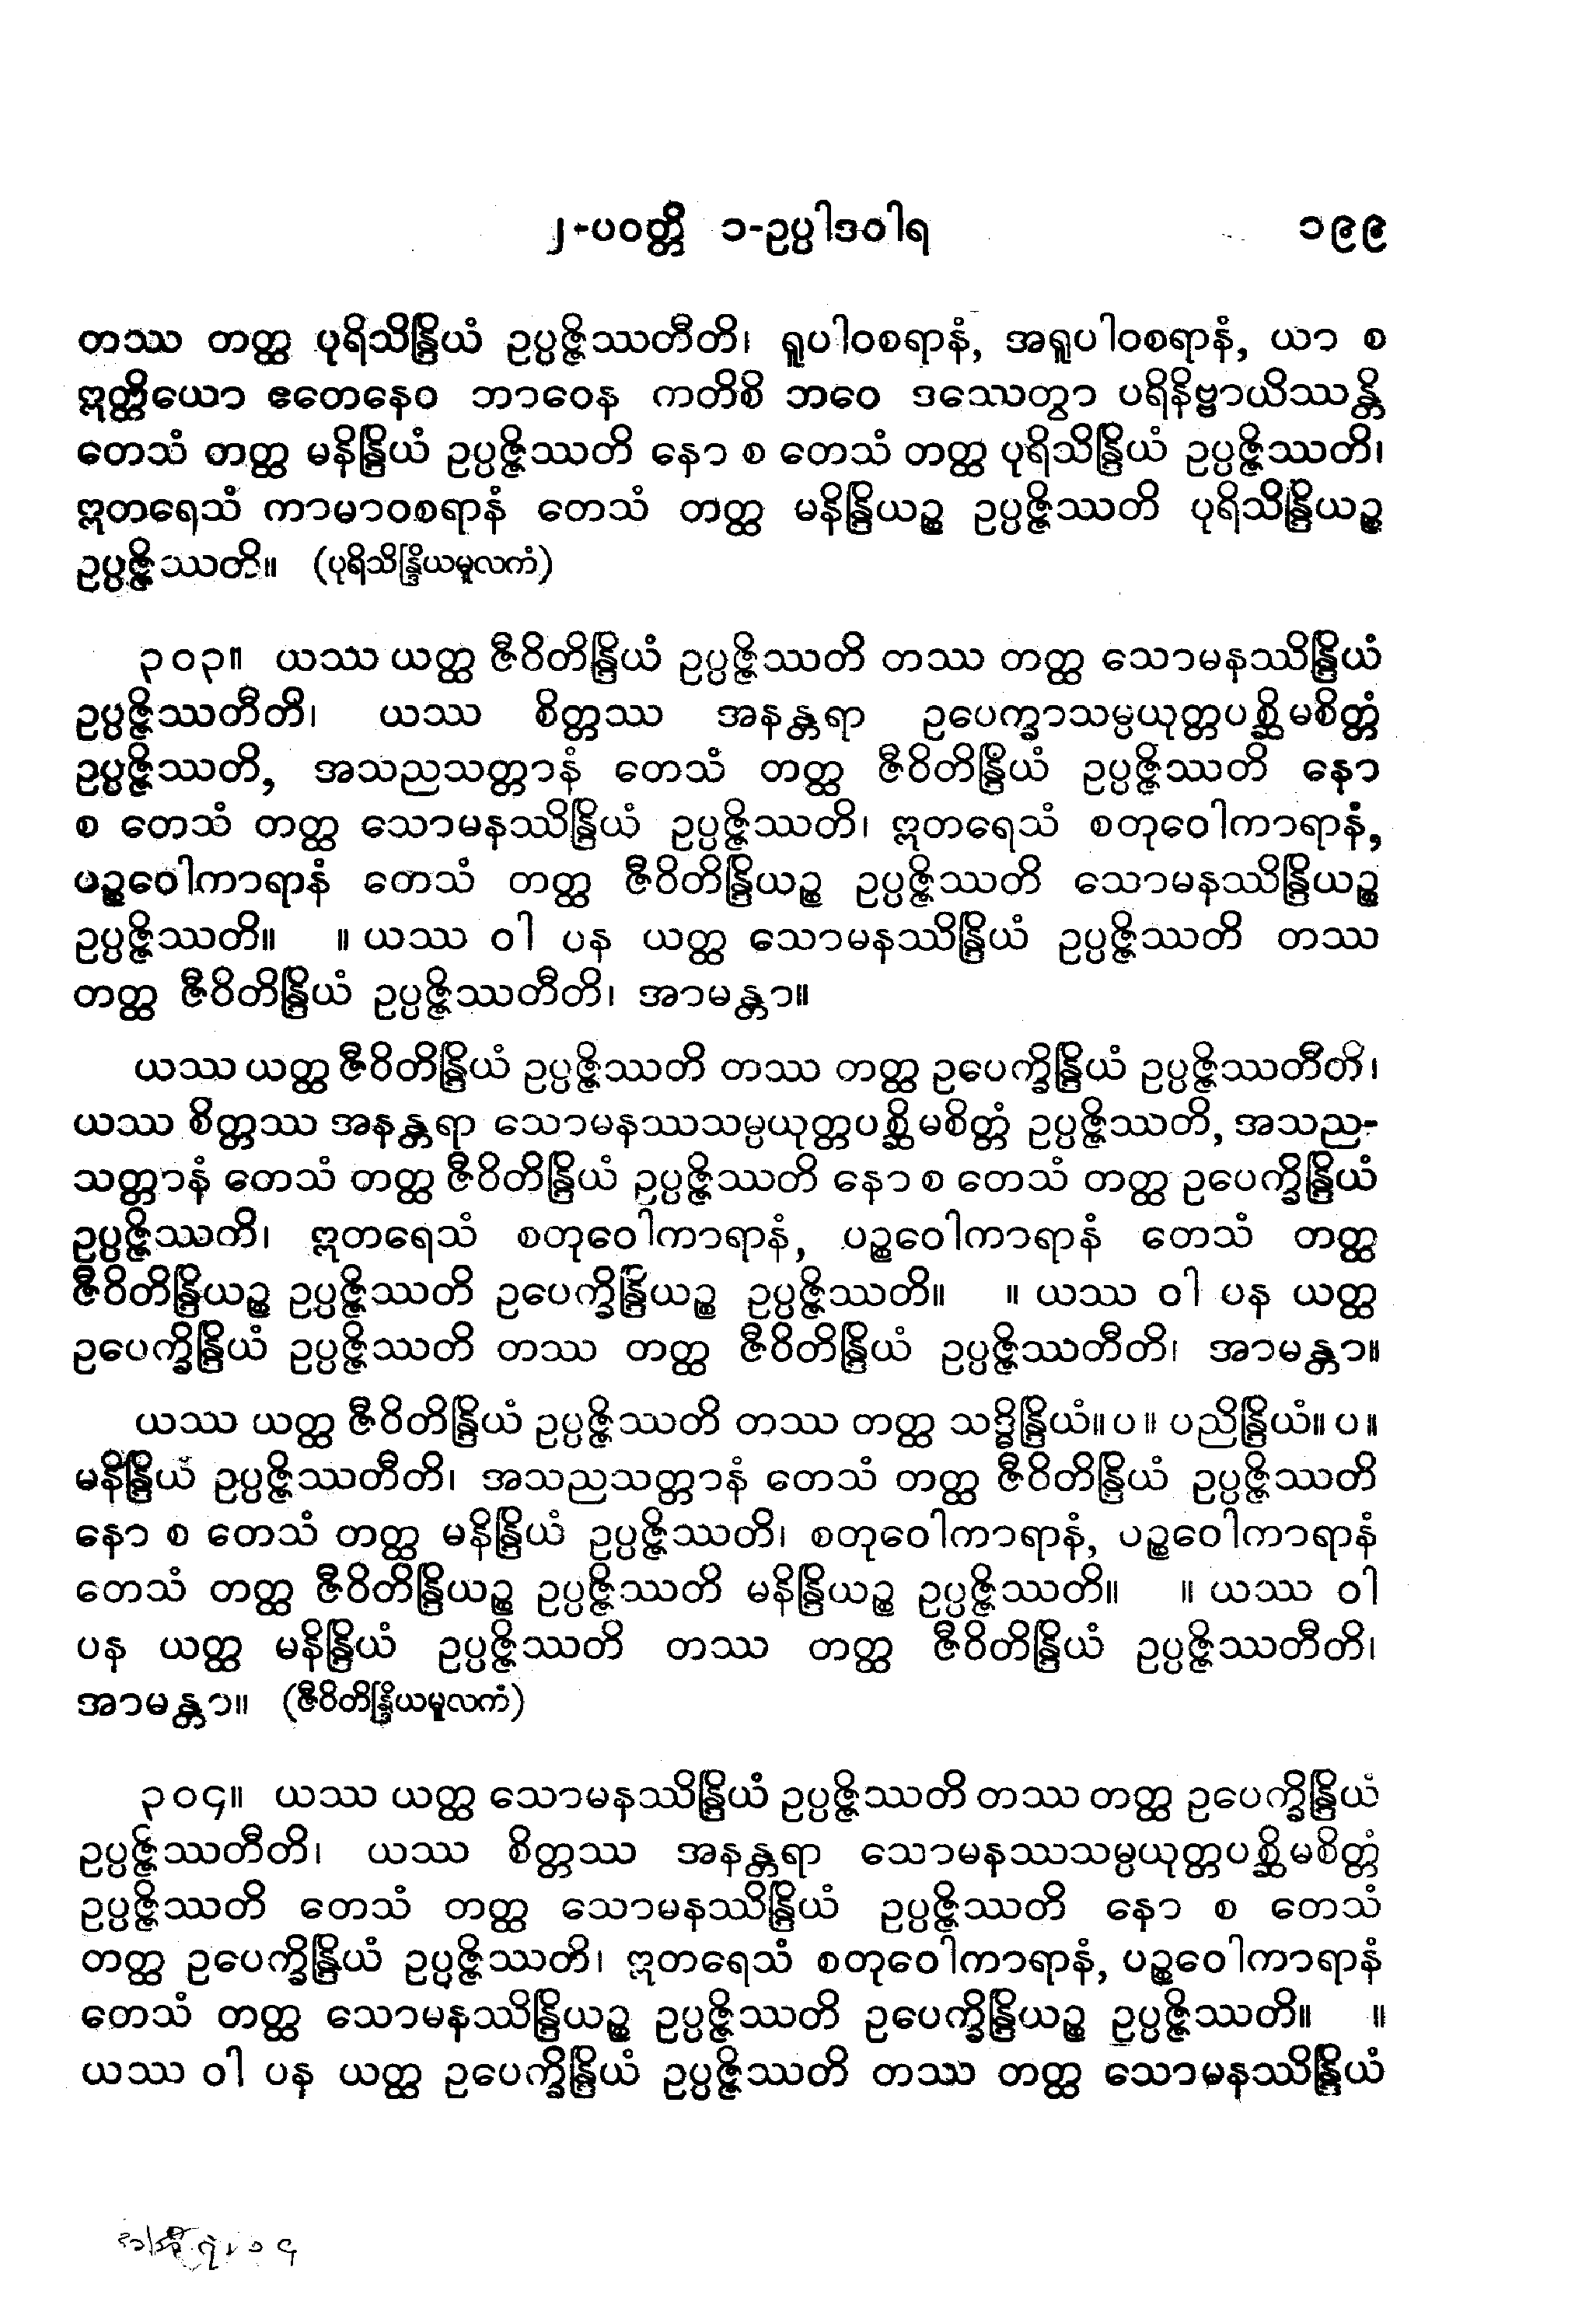 ၂-ပဝတ္တိ ၁-ဥပ္ပါဒဝါရ ၁၉၉
တဿ တတ္ထ ပုရိသိန္ဒြိယံ ဥပ္ပဇ္ဇိဿတီတိ၊ ရူပါဝစရာနံ, အရူပါဝစရာနံ, ယာ စ
ဣတ္ထိယော ဧတေနေဝ ဘာဝေန ကတိစိ ဘဝေ ဒဿေတွာ ပရိနိဗ္ဗာယိဿန္တိ
တေသံ တတ္ထ မနိန္ဒြိယံ ဥပ္ပဇ္ဇိဿတိ နော စ တေသံ တတ္ထ ပုရိသိန္ဒြိယံ ဥပ္ပဇ္ဇိဿတိ၊
ဣတရေသံ ကာမာဝစရာနံ တေသံ တတ္ထ မနိန္ဒြိယဉ္စ ဥပ္ပဇ္ဇိဿတိ ပုရိသိန္ဒြိယဉ္စ
ဥပ္ပဇ္ဇိဿတိ။ (ပုရိသိန္ဒြိယမူလကံ)
၃၀၃။ ယဿ ယတ္ထ ဇီဝိတိန္ဒြိယံ ဥပ္ပဇ္ဇိဿတိ တဿ တတ္ထ သောမနဿိန္ဒြိယံ
ဥပ္ပဇ္ဇိဿတီတိ၊ ယဿ စိတ္တဿ အနန္တရာ ဥပေက္ခာသမ္ပယုတ္တပစ္ဆိမစိတ္တံ
ဥပ္ပဇ္ဇိဿတိ, အသညသတ္တာနံ တေသံ တတ္ထ ဇီဝိတိန္ဒြိယံ ဥပ္ပဇ္ဇိဿတိ နော
စ တေသံ တတ္ထ သောမနဿိန္ဒြိယံ ဥပ္ပဇ္ဇိဿတိ၊ ဣတရေသံ စတုဝေါကာရာနံ,
ပဉ္စဝေါကာရာနံ တေသံ တတ္ထ ဇီဝိတိန္ဒြိယဉ္စ ဥပ္ပဇ္ဇိဿတိ သောမနဿိန္ဒြိယဉ္စ
ဥပ္ပဇ္ဇိဿတိ။ ။ ယဿ ဝါ ပန ယတ္ထ သောမနဿိန္ဒြိယံ ဥပ္ပဇ္ဇိဿတိ တဿ
တတ္ထ ဇီဝိတိန္ဒြိယံ ဥပ္ပဇ္ဇိဿတီတိ၊ အာမန္တာ။
ယဿ ယတ္ထ ဇီဝိတိန္ဒြိယံ ဥပ္ပဇ္ဇိဿတိ တဿ တတ္ထ ဥပေက္ခိန္ဒြိယံ ဥပ္ပဇ္ဇိဿတီတိ၊
ယဿ စိတ္တဿ အနန္တရာ သောမနဿသမ္ပယုတ္တပစ္ဆိမစိတ္တံ ဥပ္ပဇ္ဇိဿတိ, အသည-
သတ္တာနံ တေသံ တတ္ထ ဇီဝိတိန္ဒြိယံ ဥပ္ပဇ္ဇိဿတိ နော စ တေသံ တတ္ထ ဥပေက္ခိန္ဒြိယံ
ဥပ္ပဇ္ဇိဿတိ၊ ဣတရေသံ စတုဝေါကာရာနံ, ပဉ္စဝေါကာရာနံ တေသံ တတ္ထ
ဇီဝိတိန္ဒြိယဉ္စ ဥပ္ပဇ္ဇိဿတိ ဥပေက္ခိန္ဒြိယဉ္စ ဥပ္ပဇ္ဇိဿတိ။ ။ ယဿ ဝါ ပန ယတ္ထ
ဥပေက္ခိန္ဒြိယံ ဥပ္ပဇ္ဇိဿတိ တဿ တတ္ထ ဇီဝိတိန္ဒြိယံ ဥပ္ပဇ္ဇိဿတီတိ၊ အာမန္တာ။
ယဿ ယတ္ထ ဇီဝိတိန္ဒြိယံ ဥပ္ပဇ္ဇိဿတိ တဿ တတ္ထ သဒ္ဓိန္ဒြိယံ။ ပ ။ ပညိန္ဒြိယံ။ ပ ။
မနိန္ဒြိယံ ဥပ္ပဇ္ဇိဿတီတိ၊ အသညသတ္တာနံ တေသံ တတ္ထ ဇီဝိတိန္ဒြိယံ ဥပ္ပဇ္ဇိဿတိ
နော စ တေသံ တတ္ထ မနိန္ဒြိယံ ဥပ္ပဇ္ဇိဿတိ၊ စတုဝေါကာရာနံ, ပဉ္စဝေါကာရာနံ
တေသံ တတ္ထ ဇီဝိတိန္ဒြိယဉ္စ ဥပ္ပဇ္ဇိဿတိ မနိန္ဒြိယဉ္စ ဥပ္ပဇ္ဇိဿတိ။ ။ ယဿ ဝါ
ပန ယတ္ထ မနိန္ဒြိယံ ဥပ္ပဇ္ဇိဿတိ တဿ တတ္ထ ဇီဝိတိန္ဒြိယံ ဥပ္ပဇ္ဇိဿတီတိ၊
အာမန္တာ။ (ဇီဝိတိန္ဒြိယမူလကံ)
၃၀၄။ ယဿ ယတ္ထ သောမနဿိန္ဒြိယံ ဥပ္ပဇ္ဇိဿတိ တဿ တတ္ထ ဥပေက္ခိန္ဒြိယံ
ဥပ္ပဇ္ဇိဿတီတိ၊ ယဿ စိတ္တဿ အနန္တရာ သောမနဿသမ္ပယုတ္တပစ္ဆိမစိတ္တံ
ဥပ္ပဇ္ဇိဿတိ တေသံ တတ္ထ သောမနဿိန္ဒြိယံ ဥပ္ပဇ္ဇိဿတိ နော စ တေသံ
တတ္ထ ဥပေက္ခိန္ဒြိယံ ဥပ္ပဇ္ဇိဿတိ၊ ဣတရေသံ စတုဝေါကာရာနံ, ပဉ္စဝေါကာရာနံ
တေသံ တတ္ထ သောမနဿိန္ဒြိယဉ္စ ဥပ္ပဇ္ဇိဿတိ ဥပေက္ခိန္ဒြိယဉ္စ ဥပ္ပဇ္ဇိဿတိ။ ။
ယဿ ဝါ ပန ယတ္ထ ဥပေက္ခိန္ဒြိယံ ဥပ္ပဇ္ဇိဿတိ တဿ တတ္ထ သောမနဿိန္ဒြိယံ